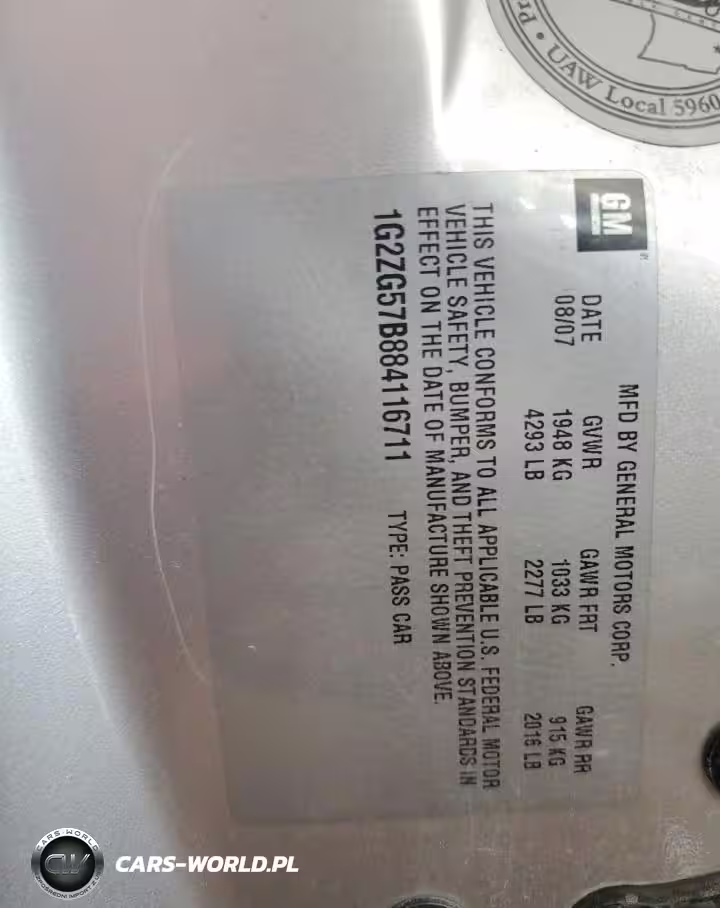 UAW Local 5960
GM
MFD BY GENERAL MOTORS CORP.
DATE GVWR GAWR FRT GAWR RR
08/07 1948 KG 1033 KG 915 KG
4293 LB 2277 LB 2016 LB
THIS VEHICLE CONFORMS TO ALL APPLICABLE U.S. FEDERAL MOTOR
VEHICLE SAFETY, BUMPER, AND THEFT PREVENTION STANDARDS IN
EFFECT ON THE DATE OF MANUFACTURE SHOWN ABOVE.
1G2ZG57B884116711 TYPE: PASS CAR
CARS-WORLD
CW
CARS-WORLD.PL